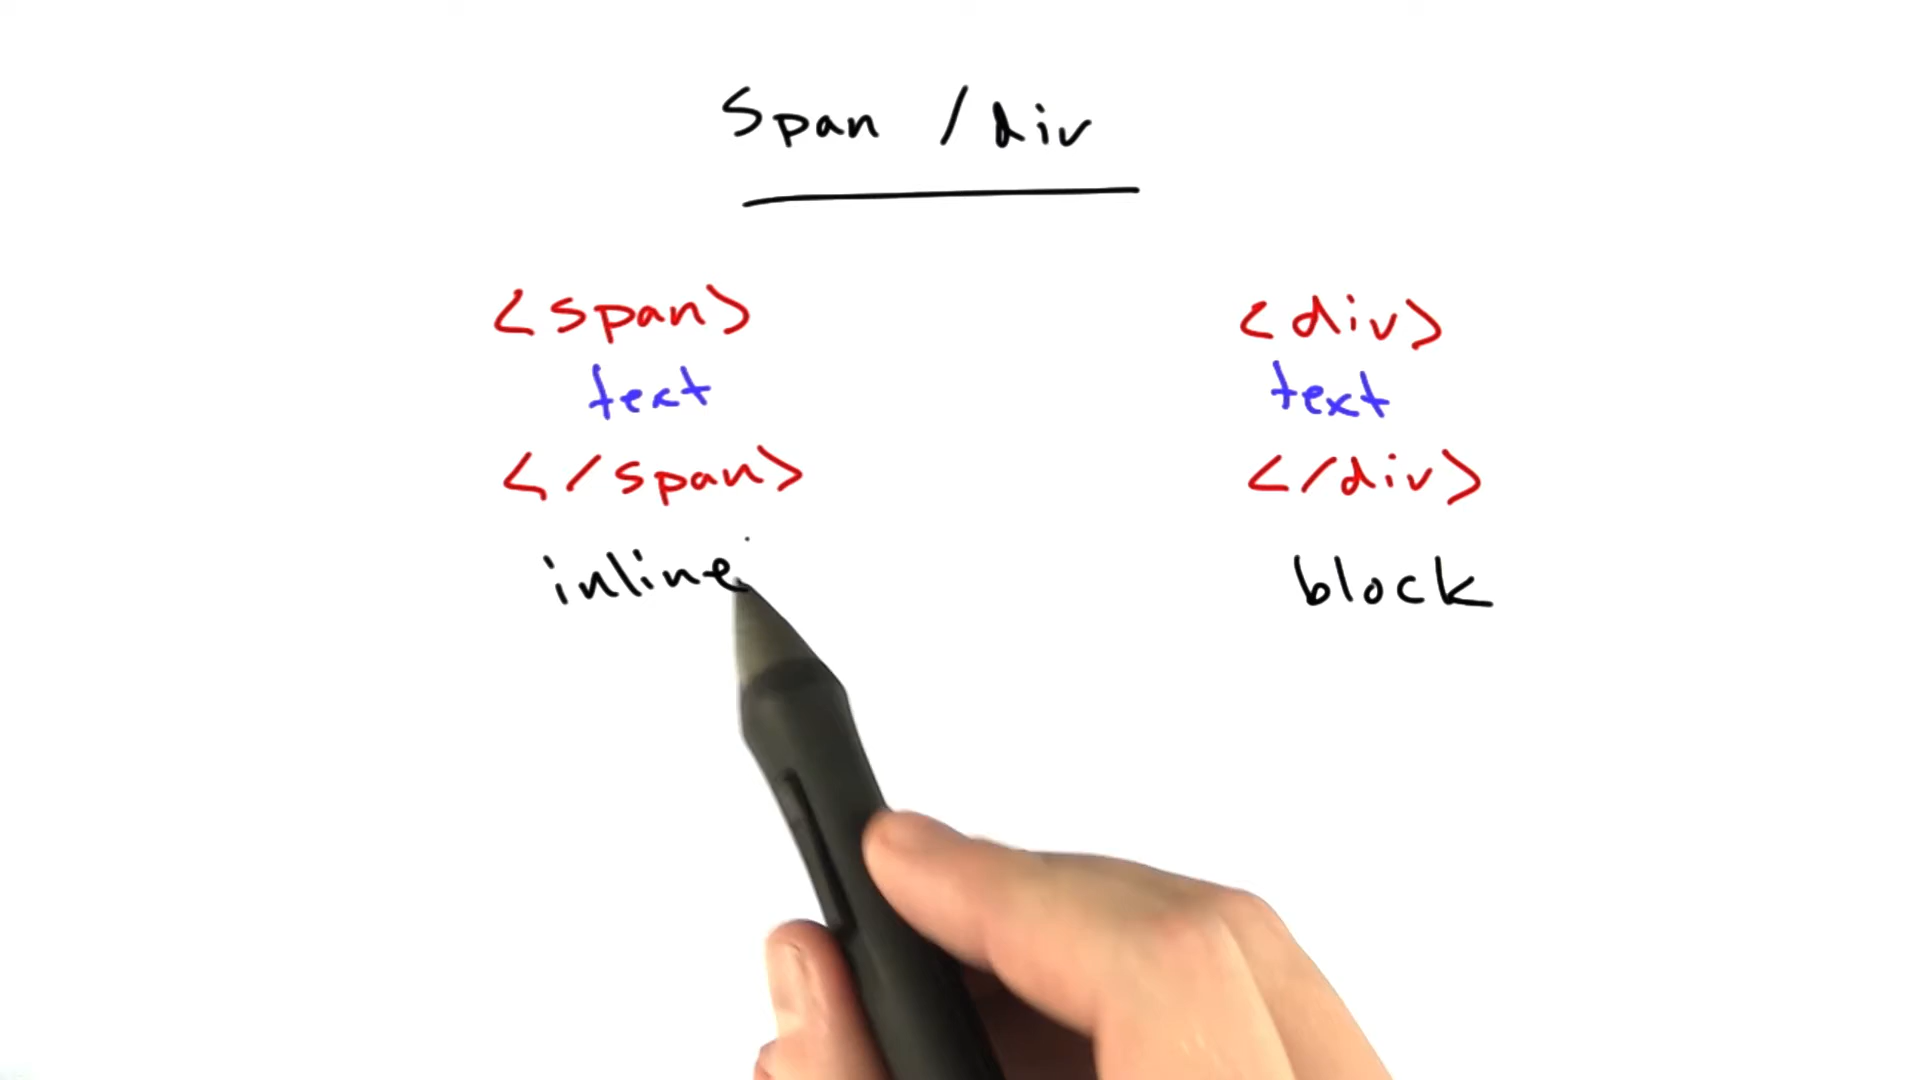 span / div
<span>
text
</span>
inline
<div>
text
</div>
block